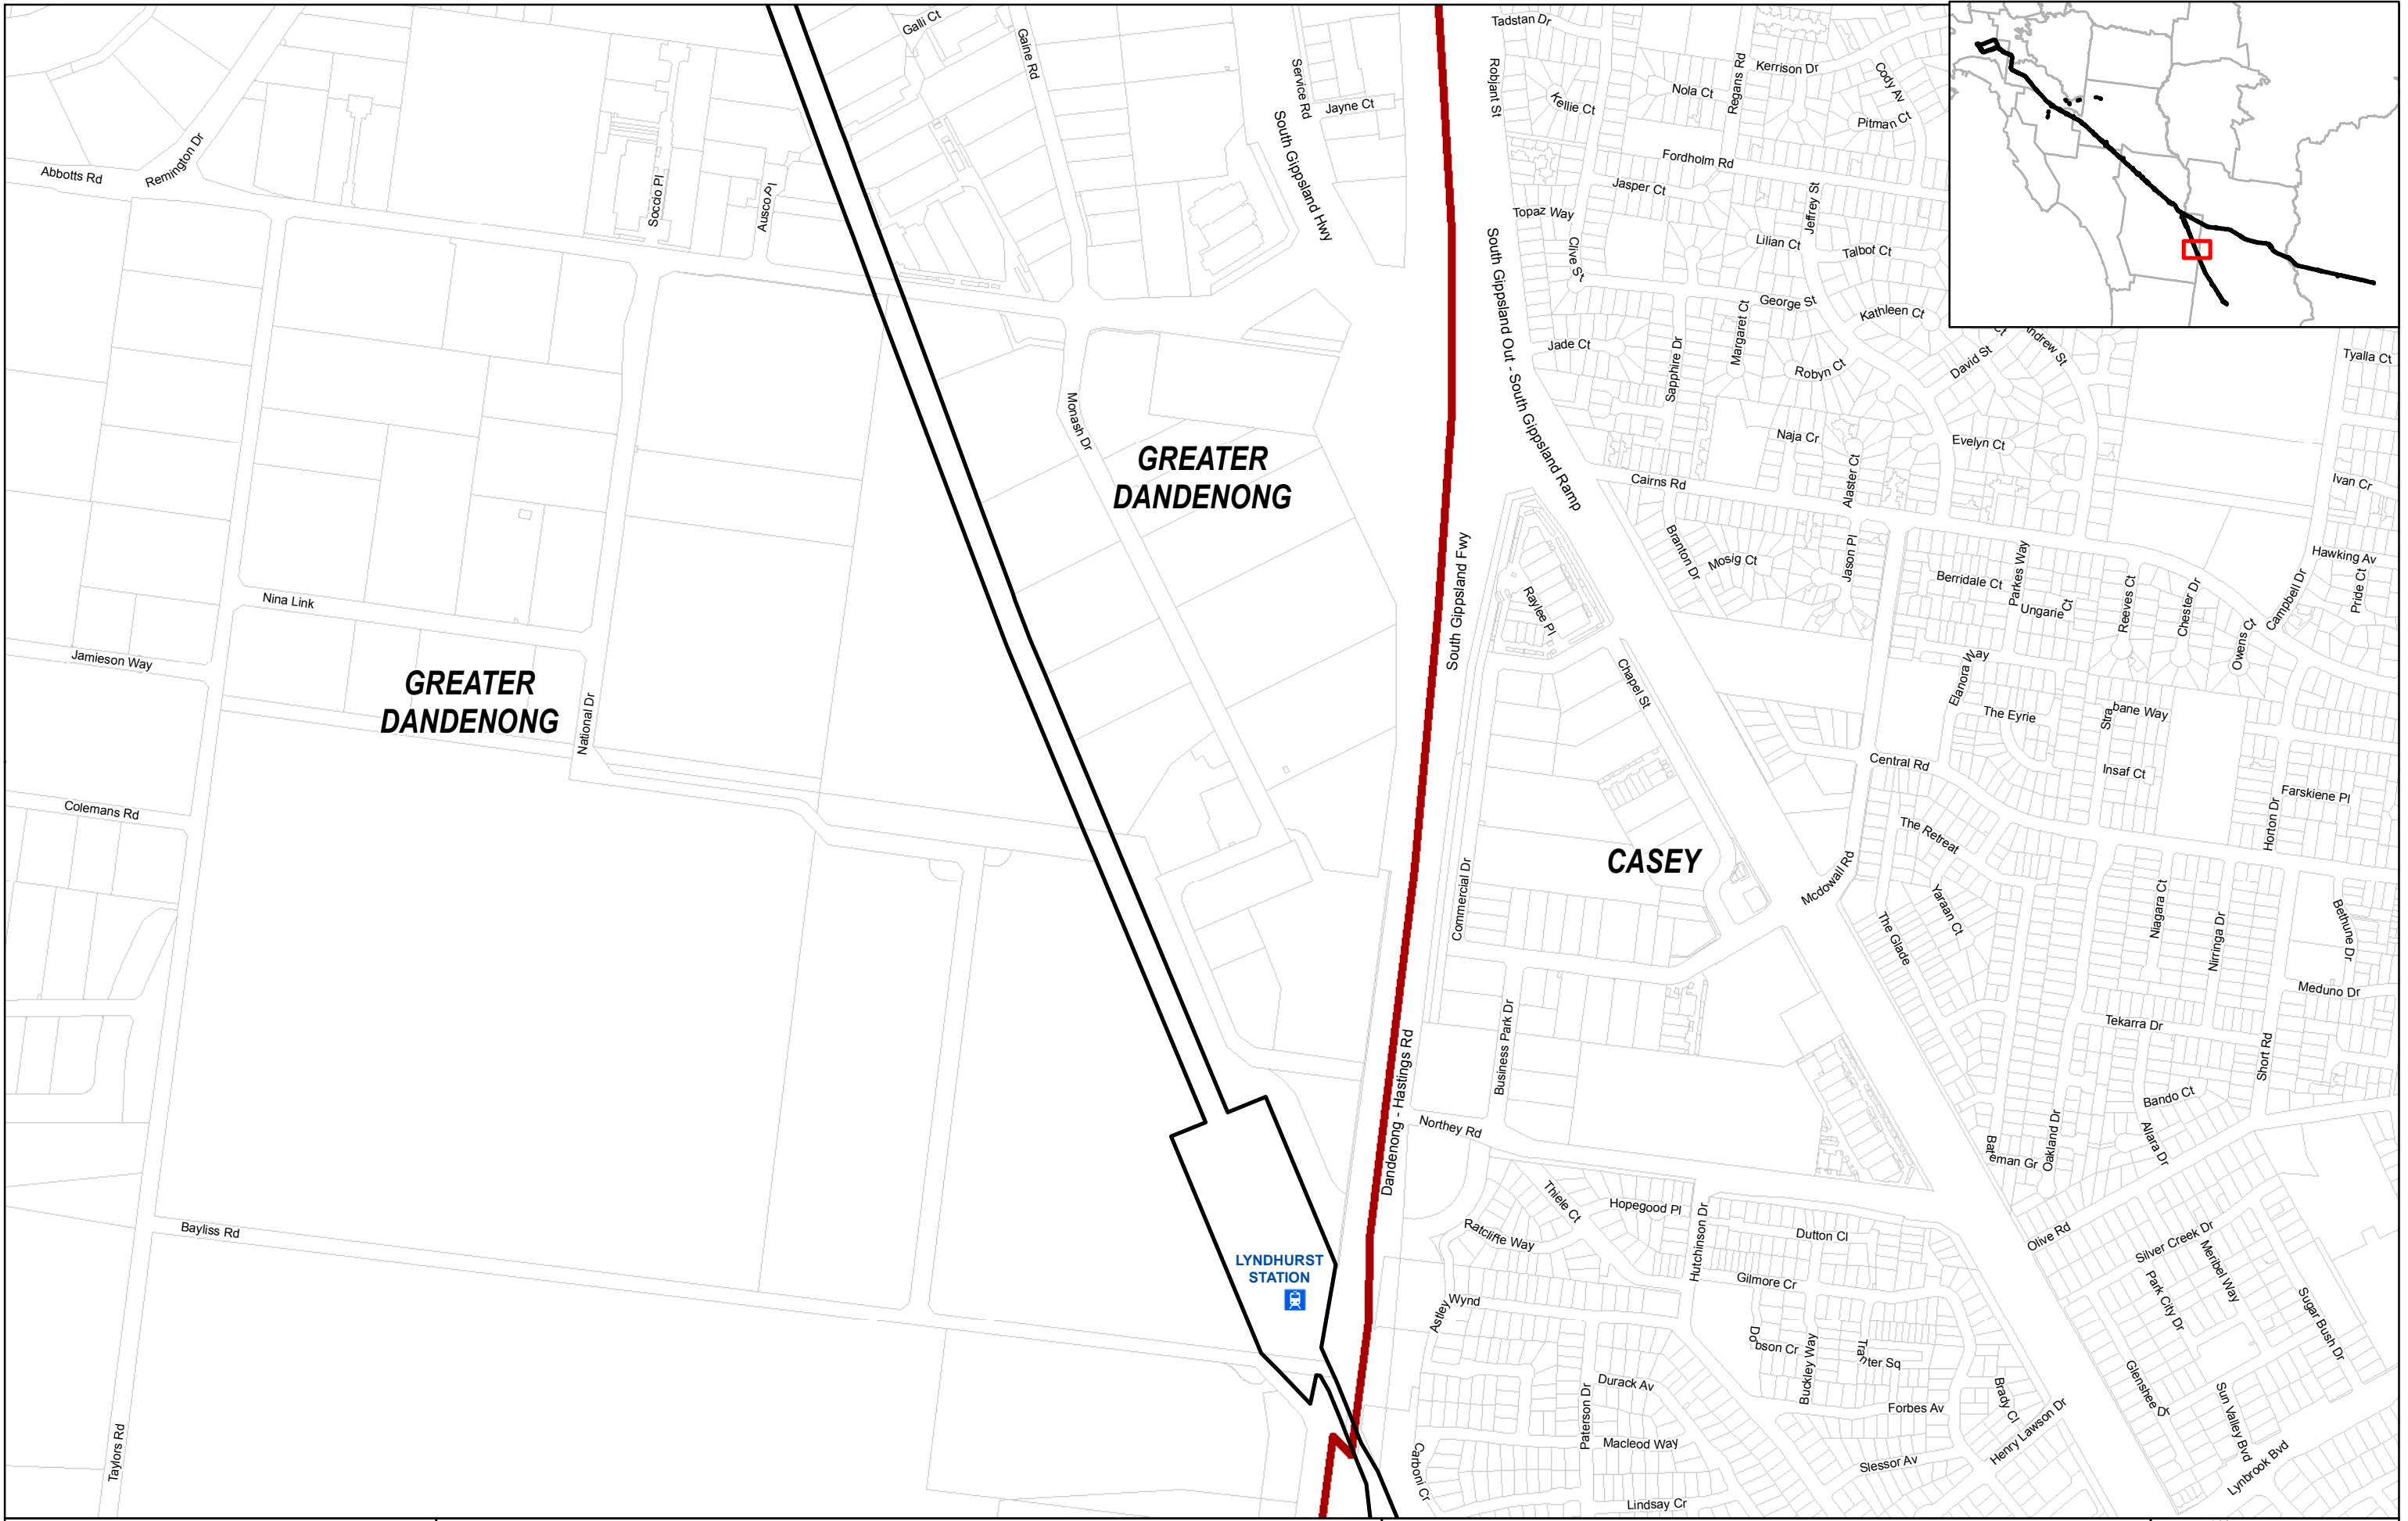 Galli Ct
Gaine Rd
Service Rd
Jayne Ct
South Gippsland Hwy
Tadstan Dr
Robjant St
Kellie Ct
Nola Ct
Regans Rd
Kerrison Dr
Cody Av
Pitman Ct
Abbotts Rd
Remington Dr
Soccio Pl
Ausco Pl
Fordholm Rd
Jasper Ct
Jeffrey St
Topaz Way
Clive St
Lilian Ct
Talbot Ct
South Gippsland Out - South Gippsland Ramp
George St
Kathleen Ct
Margaret Ct
Sapphire Dr
Jade Ct
Robyn Ct
David St
Ct
ndrew St
Tyalla Ct
Monash Dr
GREATER
DANDENONG
Naja Cr
Evelyn Ct
Alaster Ct
Cairns Rd
Ivan Cr
South Gippsland Fwy
Branton Dr
Mosig Ct
Jason Pl
Raylee Pl
Berridale Ct
Parkes Way
Ungarie Ct
Reeves Ct
Chester Dr
Owens Ct
Campbell Dr
Hawking Av
Pride Ct
Nina Link
Jamieson Way
GREATER
DANDENONG
National Dr
Chapel St
Elanora Way
The Eyrie
Strabane Way
Central Rd
Insaf Ct
Farskiene Pl
Horton Dr
Colemans Rd
CASEY
The Retreat
Mcdowall Rd
Yaraan Ct
The Glade
Niagara Ct
Nirringa Dr
Bethune Dr
Commercial Dr
Meduno Dr
Tekarra Dr
Business Park Dr
Dandenong - Hastings Rd
Short Rd
Bando Ct
Allara Dr
Oakland Dr
Bateman Gr
Northey Rd
Thiele Ct
Hopegood Pl
Hutchinson Dr
Ratcliffe Way
Dutton Cl
Olive Rd
Silver Creek Dr
Meribel Way
Park City Dr
Sugar Bush Dr
Bayliss Rd
LYNDHURST
STATION
Gilmore Cr
Astley Wynd
Dobson Cr
Buckley Way
Tranter Sq
Durack Av
Paterson Dr
Forbes Av
Brady Cl
Henry Lawson Dr
Glenshee Dr
Sun Valley Bvd
Lynbrook Bvd
Macleod Way
Slessor Av
Carboni Cr
Lindsay Cr
Taylors Rd